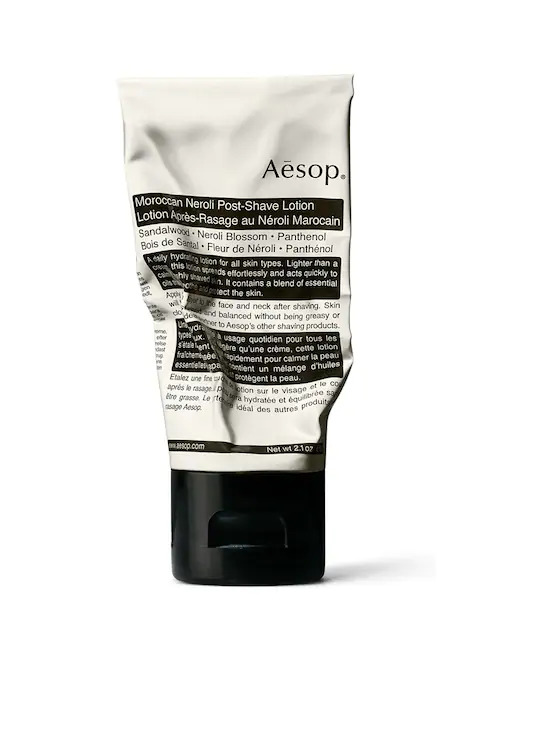 Aēsop®
Moroccan Neroli Post-Shave Lotion
Lotion Après-Rasage au Néroli Marocain
Sandalwood • Neroli Blossom • Panthenol
Bois de Santal • Fleur de Néroli • Panthénol
A daily hydrating lotion for all skin types. Lighter than a
this lotion spreads effortlessly and acts quickly to
shaved skin. It contains a blend of essential
and protect the skin.
to the face and neck after shaving. Skin
will and balanced without being greasy or
to Aesop's other shaving products.
usage quotidien pour tous les
qu'une crème, cette lotion
rapidement pour calmer la peau
contient un mélange d'huiles
protègent la peau.
Etalez une lotion sur le visage et le
après le rasage. hydratée et équilibrée
être grasse. Le idéal des autres produits
rasage Aesop.
www.aesop.com
Net wt 2.1 oz